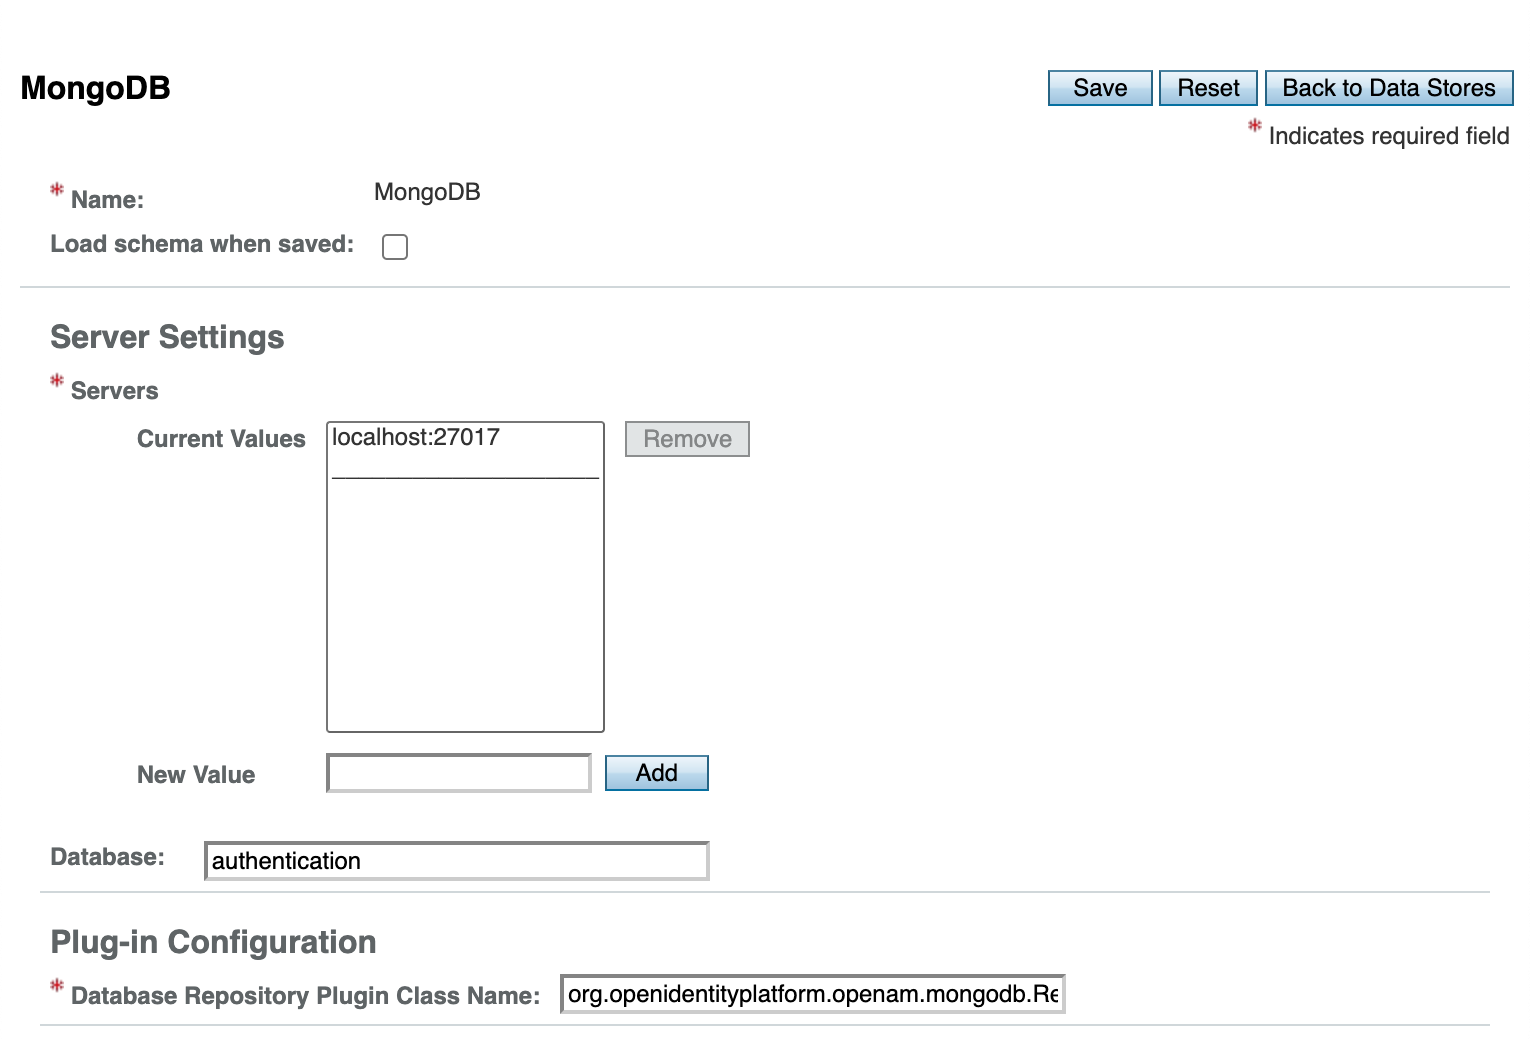 MongoDB
Save Reset Back to Data Stores
* Indicates required field
* Name: MongoDB
Load schema when saved:
Server Settings
* Servers
Current Values localhost:27017 Remove
New Value Add
Database: authentication
Plug-in Configuration
* Database Repository Plugin Class Name: org.openidentityplatform.openam.mongodb.Re